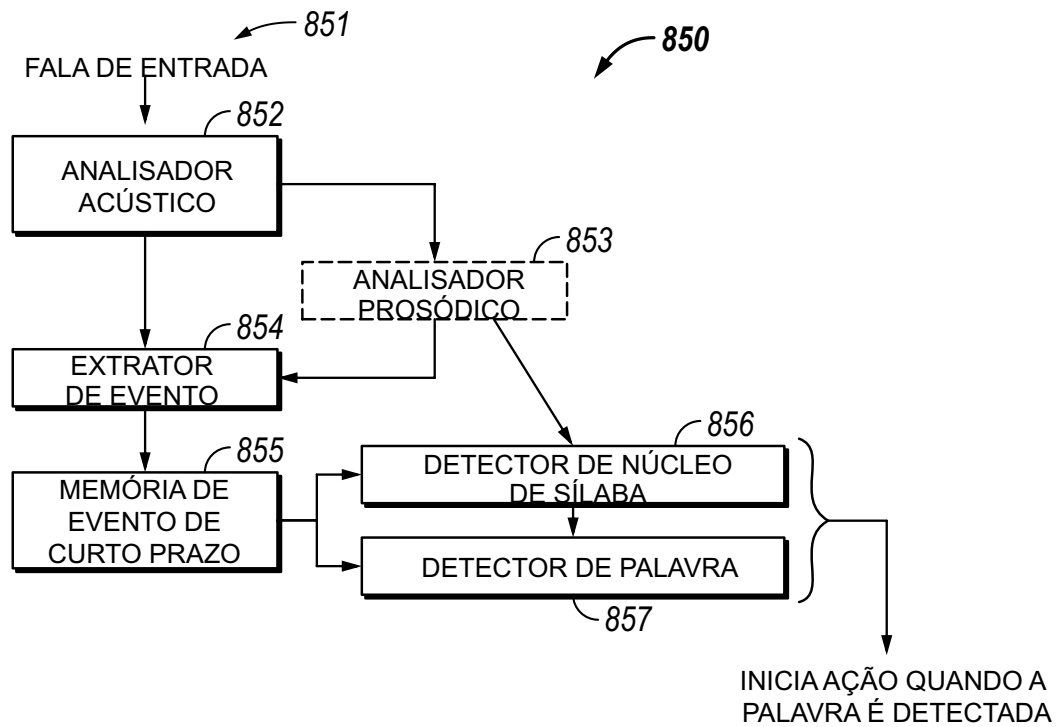 851
850
FALA DE ENTRADA
852
ANALISADOR
ACÚSTICO
853
ANALISADOR
PROSÓDICO
854
EXTRATOR
DE EVENTO
855
MEMÓRIA DE
EVENTO DE
CURTO PRAZO
856
DETECTOR DE NÚCLEO
DE SÍLABA
DETECTOR DE PALAVRA
857
INICIA AÇÃO QUANDO A
PALAVRA É DETECTADA